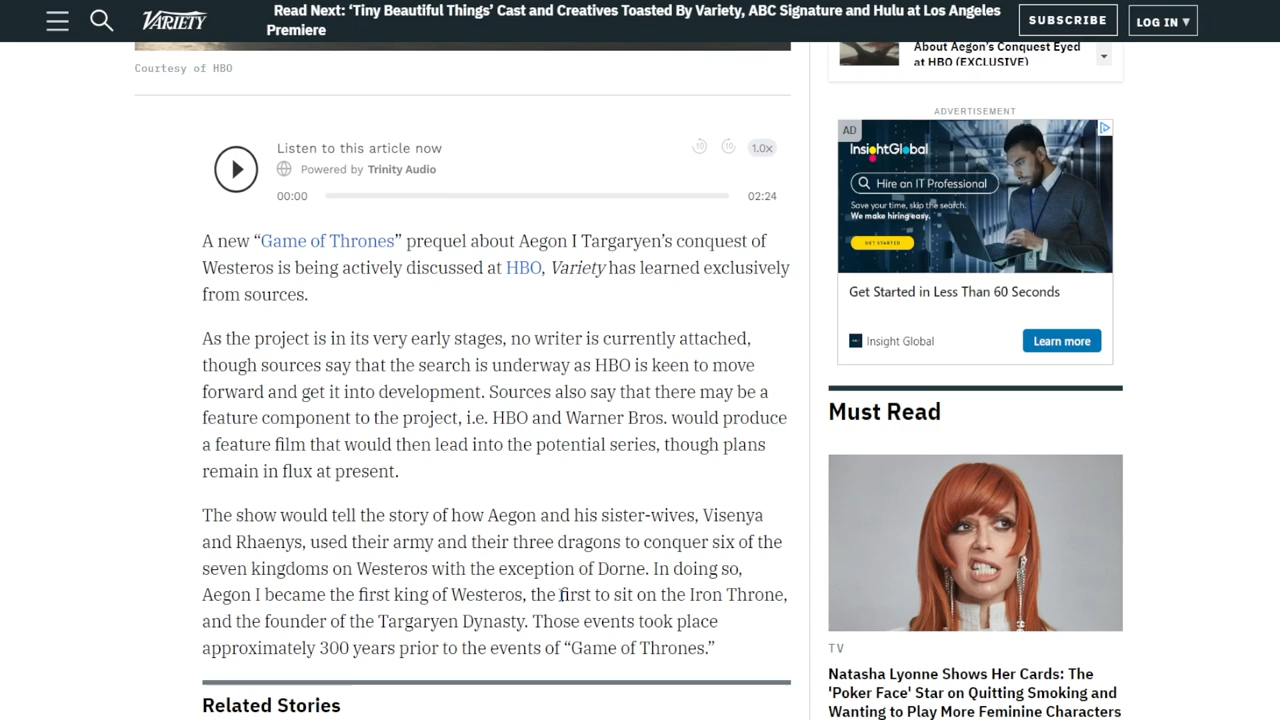 Read Next: ‘Tiny Beautiful Things’ Cast and Creatives Toasted By Variety, ABC Signature and Hulu at Los Angeles
Premiere
VARIETY
SUBSCRIBE
LOG IN ▾
Courtesy of HBO
Listen to this article now
Powered by Trinity Audio
10
10
1.0x
00:00
02:24
A new “Game of Thrones” prequel about Aegon I Targaryen’s conquest of
Westeros is being actively discussed at HBO, Variety has learned exclusively
from sources.
As the project is in its very early stages, no writer is currently attached,
though sources say that the search is underway as HBO is keen to move
forward and get it into development. Sources also say that there may be a
feature component to the project, i.e. HBO and Warner Bros. would produce
a feature film that would then lead into the potential series, though plans
remain in flux at present.
The show would tell the story of how Aegon and his sister-wives, Visenya
and Rhaenys, used their army and their three dragons to conquer six of the
seven kingdoms on Westeros with the exception of Dorne. In doing so,
Aegon I became the first king of Westeros, the first to sit on the Iron Throne,
and the founder of the Targaryen Dynasty. Those events took place
approximately 300 years prior to the events of “Game of Thrones.”
Related Stories
About Aegon’s Conquest Eyed
at HBO (EXCLUSIVE)
ADVERTISEMENT
AD
InsightGlobal
Hire an IT Professional
Save your time, skip the search.
We make hiring easy.
GET STARTED
Get Started in Less Than 60 Seconds
Insight Global
Learn more
Must Read
TV
Natasha Lyonne Shows Her Cards: The
'Poker Face' Star on Quitting Smoking and
Wanting to Play More Feminine Characters